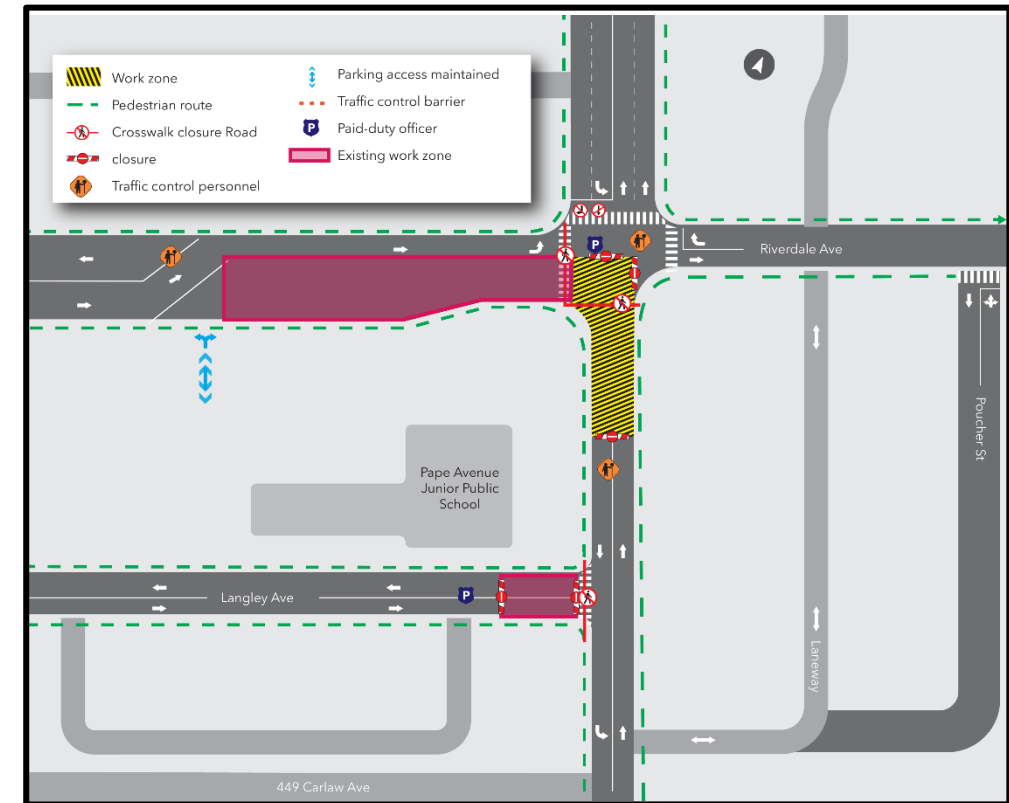 Work zone
Pedestrian route
Crosswalk closure Road
closure
Traffic control personnel
Parking access maintained
Traffic control barrier
P
Paid-duty officer
Existing work zone
P
Riverdale Ave
Poucher St
Pape Avenue
Junior Public
School
Langley Ave
P
Laneway
449 Carlaw Ave